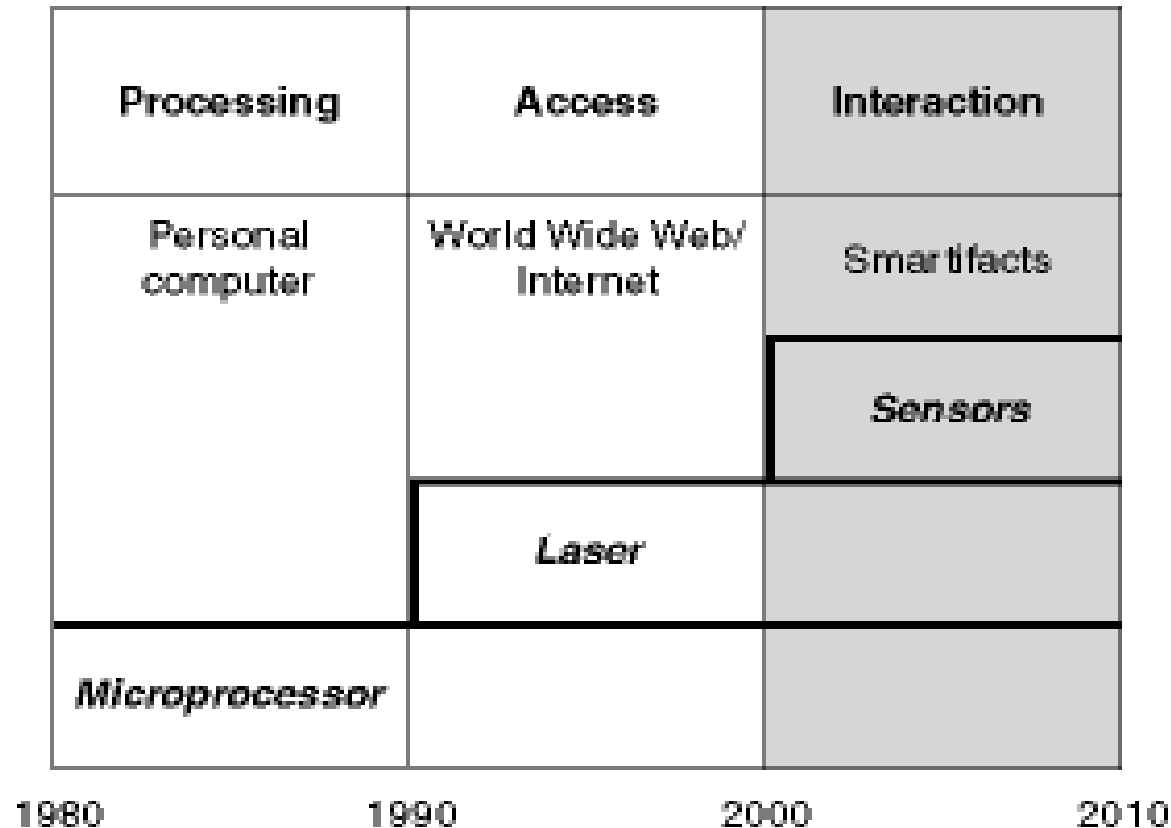 Processing
Access
Interaction
Personal
computer
World Wide Web/
Internet
Smartifacts
Sensors
Laser
Microprocessor
1980
1990
2000
2010